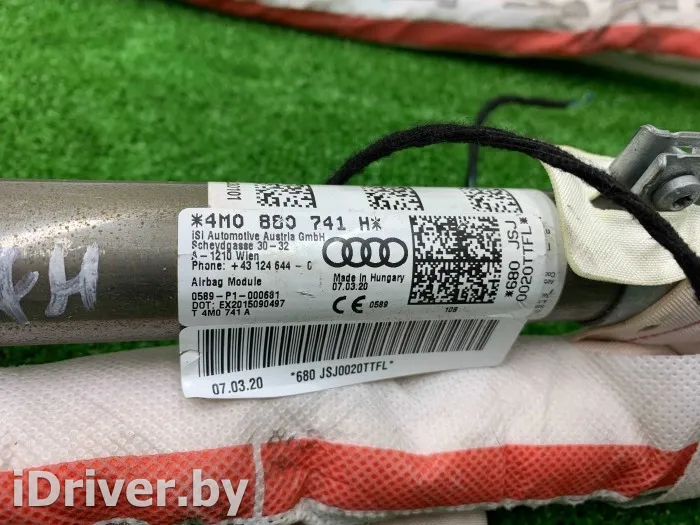 *4M0 880 741 H*
iSi Automotive Austria GmbH
Scheydgasse 30-32
A-1210 Wien
Phone: +43 124 644 - 0
Airbag Module
0589-P1-000681
DOT: EX2015090497
T 4M0 741 A
Made in Hungary
07.03.20
CE 0589
*680 JSJ
0020TTFL*
07.03.20
*680 JSJ0020TTFL*
iDriver.by